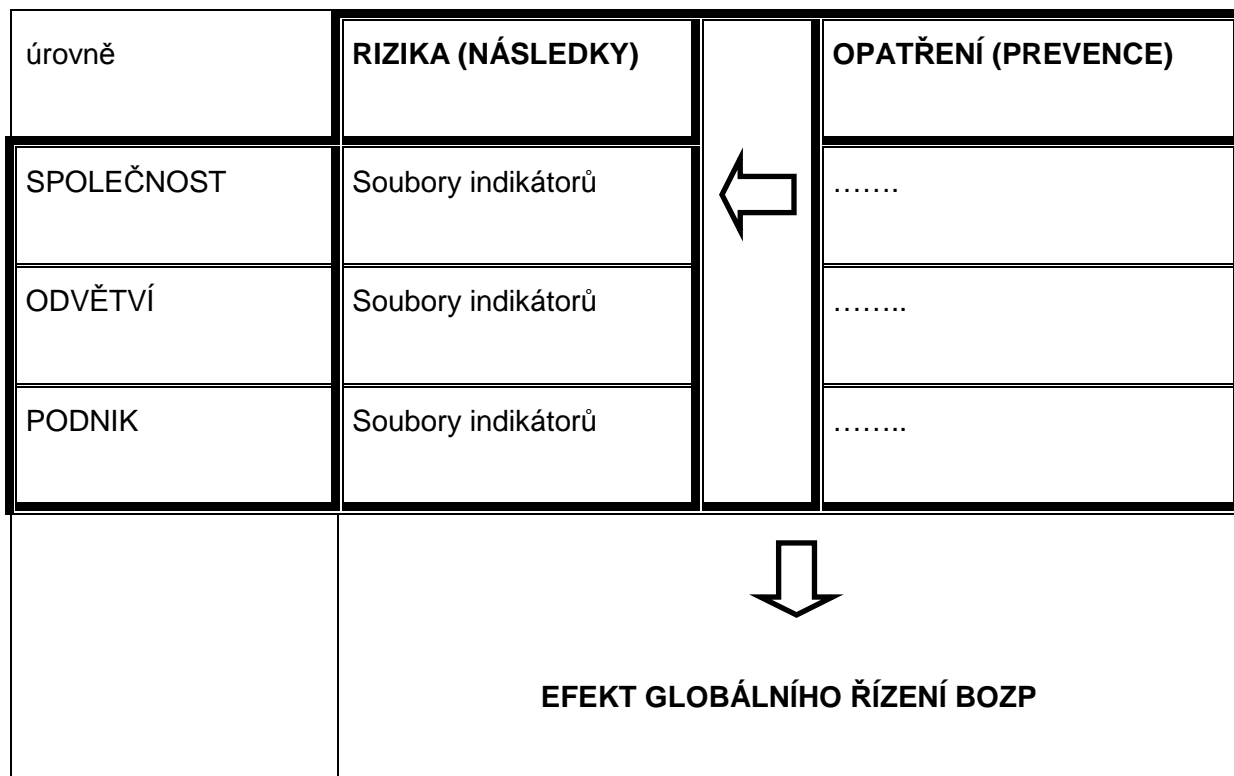 úrovně
RIZIKA (NÁSLEDKY)
OPATŘENÍ (PREVENCE)
SPOLEČNOST
Soubory indikátorů
…….
ODVĚTVÍ
Soubory indikátorů
……..
PODNIK
Soubory indikátorů
……..
EFEKT GLOBÁLNÍHO ŘÍZENÍ BOZP